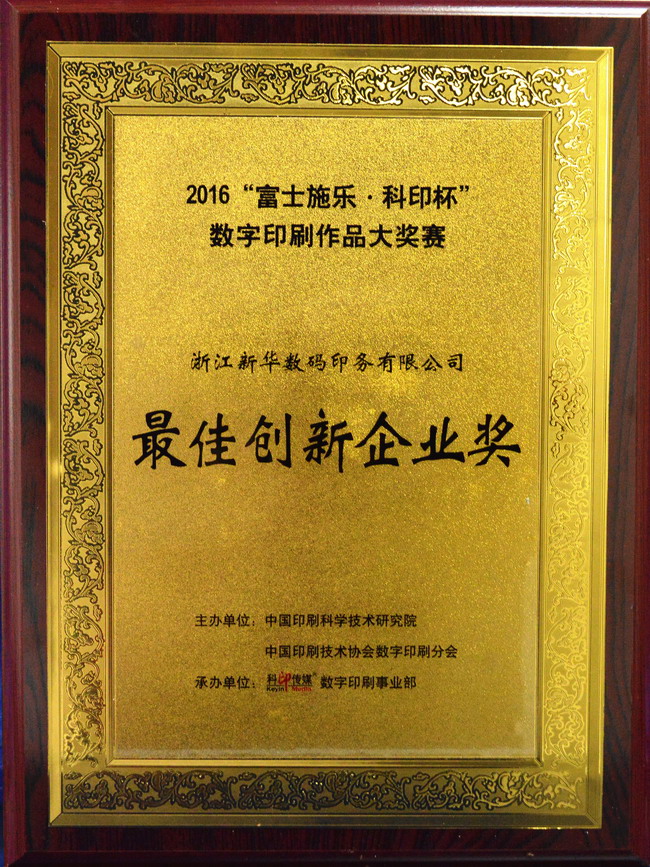 2016“富士施乐·科印杯”
数字印刷作品大奖赛
浙江新华数码印务有限公司
最佳创新企业奖
主办单位：中国印刷科学技术研究院
中国印刷技术协会数字印刷分会
承办单位：科印传媒® Keyin Media 数字印刷事业部